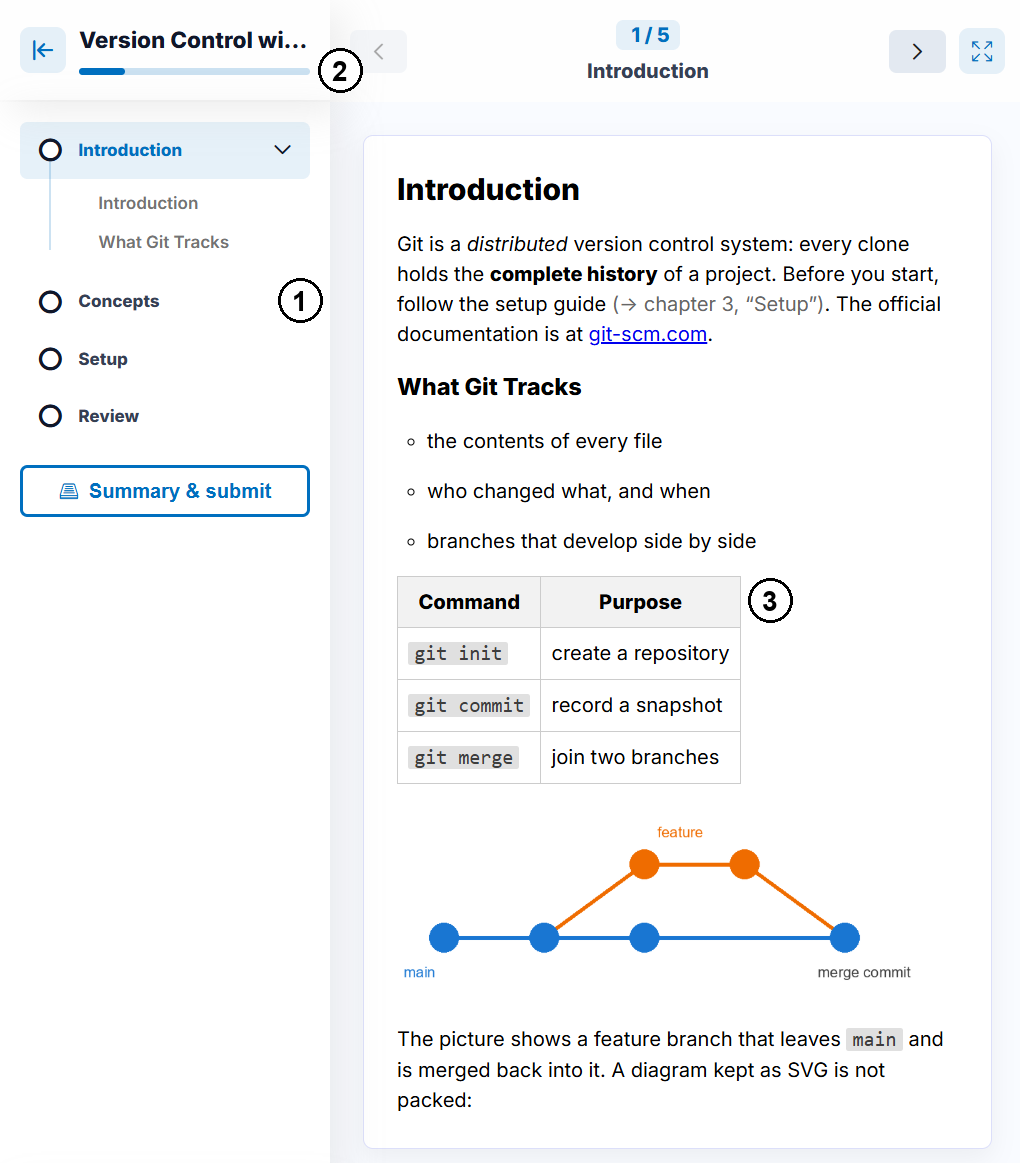 Version Control wi...
2
1 / 5
Introduction
Introduction
Introduction
What Git Tracks
Concepts
1
Setup
Review
Summary & submit
Introduction
Git is a distributed version control system: every clone
holds the complete history of a project. Before you start,
follow the setup guide (→ chapter 3, “Setup”). The official
documentation is at git-scm.com.
What Git Tracks
the contents of every file
who changed what, and when
branches that develop side by side
Command Purpose
3
git init create a repository
git commit record a snapshot
git merge join two branches
feature
main
merge commit
The picture shows a feature branch that leaves main and
is merged back into it. A diagram kept as SVG is not
packed: